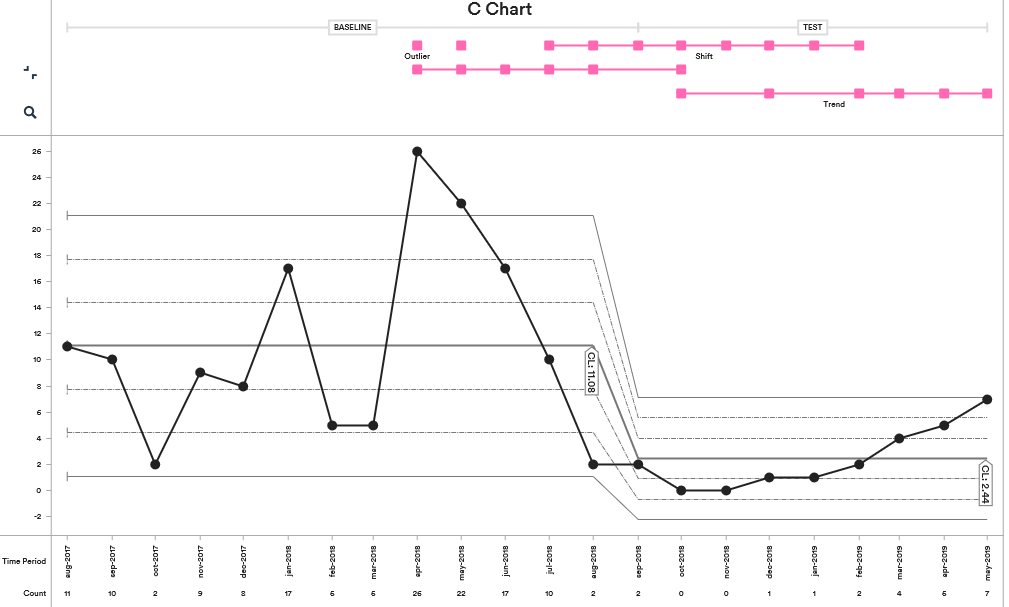 C Chart
BASELINE TEST
Outlier Shift
Trend
26
24
22
20
18
16
14
12
10
8
6
4
2
0
-2
CL: 11.08
CL: 2.44
Time Period aug-2017 sep-2017 oct-2017 nov-2017 dec-2017 jan-2018 feb-2018 mar-2018 apr-2018 may-2018 jun-2018 jul-2018 aug-2018 sep-2018 oct-2018 nov-2018 dec-2018 jan-2019 feb-2019 mar-2019 apr-2019 may-2019
Count 11 10 2 9 8 17 5 5 26 22 17 10 2 2 0 0 1 1 2 4 5 7